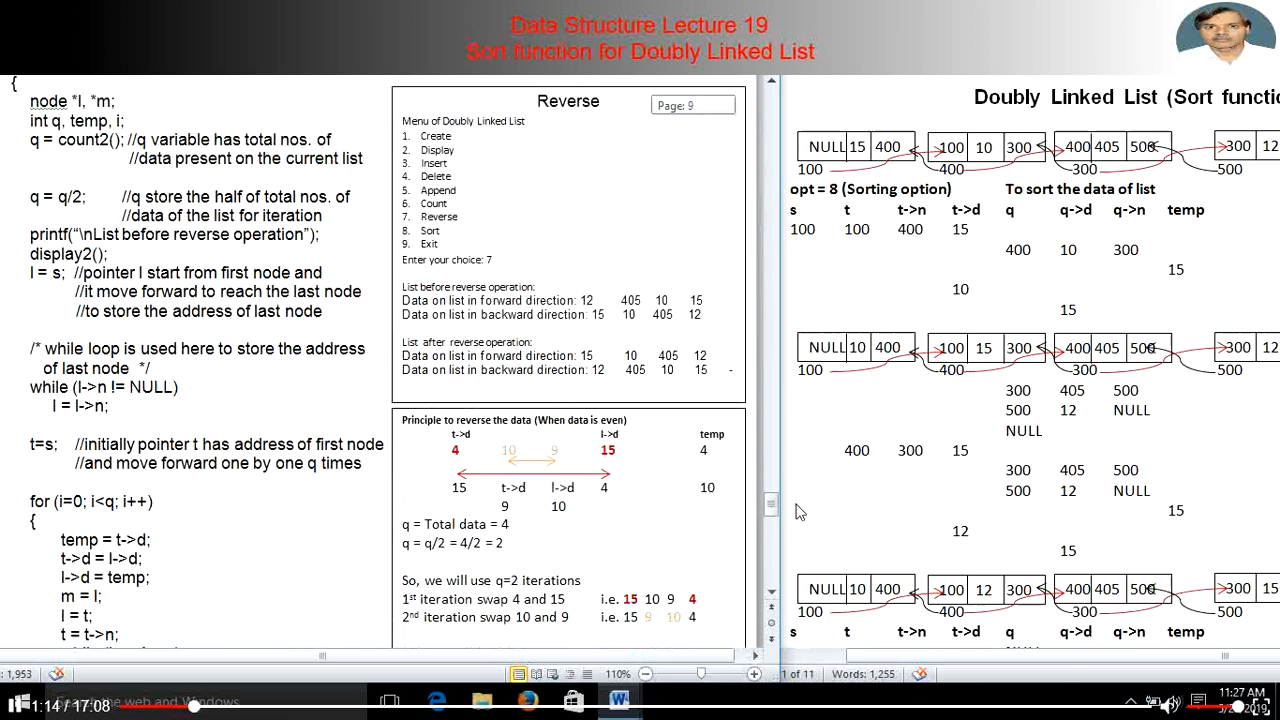 Data Structure Lecture 19
Sort function for Doubly Linked List
{
node *l, *m;
int q, temp, i;
q = count2(); //q variable has total nos. of
//data present on the current list
q = q/2; //q store the half of total nos. of
//data of the list for iteration
printf(“\nList before reverse operation”);
display2();
l = s; //pointer l start from first node and
//it move forward to reach the last node
//to store the address of last node
/* while loop is used here to store the address
of last node */
while (l->n != NULL)
l = l->n;
t=s; //initially pointer t has address of first node
//and move forward one by one q times
for (i=0; i<q; i++)
{
temp = t->d;
t->d = l->d;
l->d = temp;
m = l;
l = t;
t = t->n;
Reverse
Page: 9
Menu of Doubly Linked List
1. Create
2. Display
3. Insert
4. Delete
5. Append
6. Count
7. Reverse
8. Sort
9. Exit
Enter your choice: 7
List before reverse operation:
Data on list in forward direction: 12 405 10 15
Data on list in backward direction: 15 10 405 12
List after reverse operation:
Data on list in forward direction: 15 10 405 12
Data on list in backward direction: 12 405 10 15 -
Principle to reverse the data (When data is even)
t->d l->d temp
4 10 9 15 4
15 t->d l->d 4 10
9 10
q = Total data = 4
q = q/2 = 4/2 = 2
So, we will use q=2 iterations
1st iteration swap 4 and 15 i.e. 15 10 9 4
2nd iteration swap 10 and 9 i.e. 15 9 10 4
Doubly Linked List (Sort functi
NULL 15 400 100 10 300 400 405 500 300 12
100 400 300 500
opt = 8 (Sorting option) To sort the data of list
s t t->n t->d q q->d q->n temp
100 100 400 15
400 10 300
15
10
15
NULL 10 400 100 15 300 400 405 500 300 12
100 400 300 500
300 405 500
500 12 NULL
NULL
400 300 15
300 405 500
500 12 NULL
15
12
15
NULL 10 400 100 12 300 400 405 500 300 15
100 400 300 500
s t t->n t->d q q->d q->n temp
: 1,953
110%
1 of 11 Words: 1,255
Search the web and Windows
1:14 / 17:08
11:27 AM